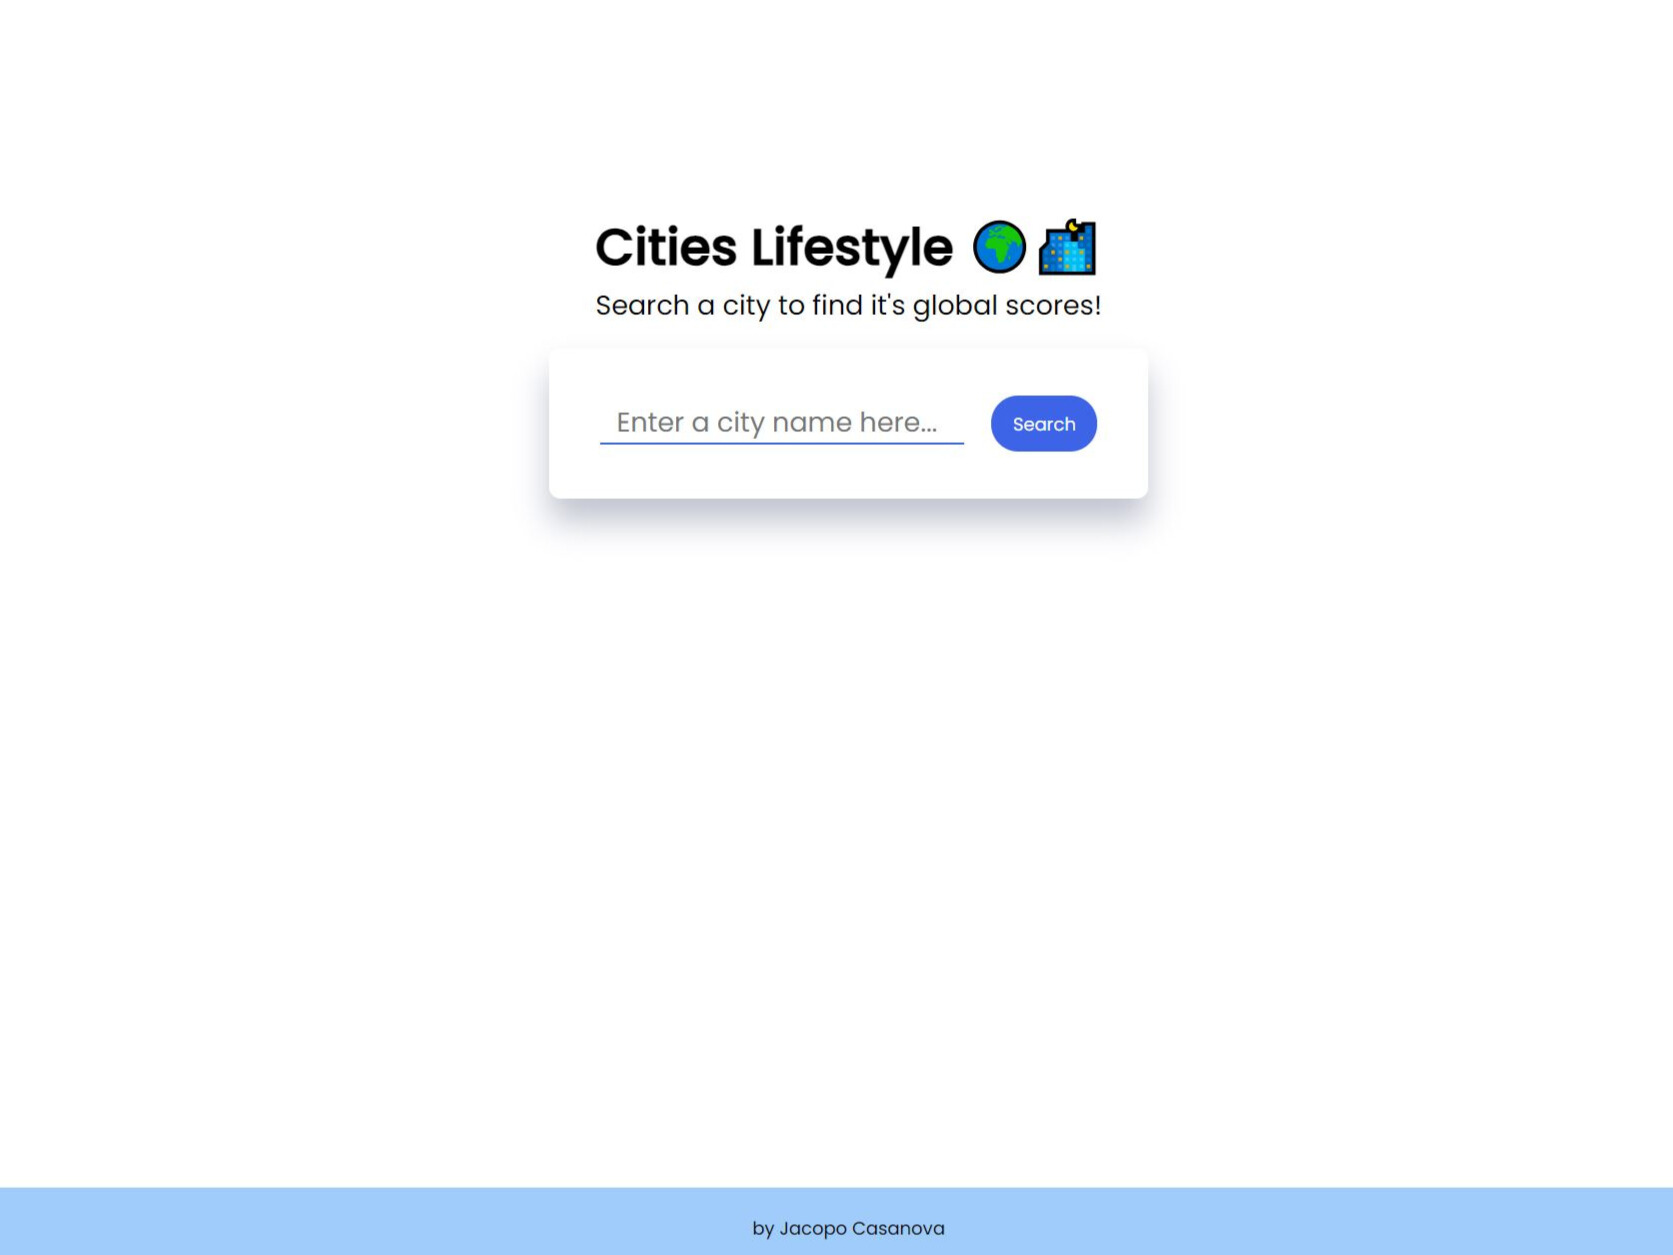 Cities Lifestyle
Search a city to find it's global scores!
Enter a city name here...
Search
by Jacopo Casanova